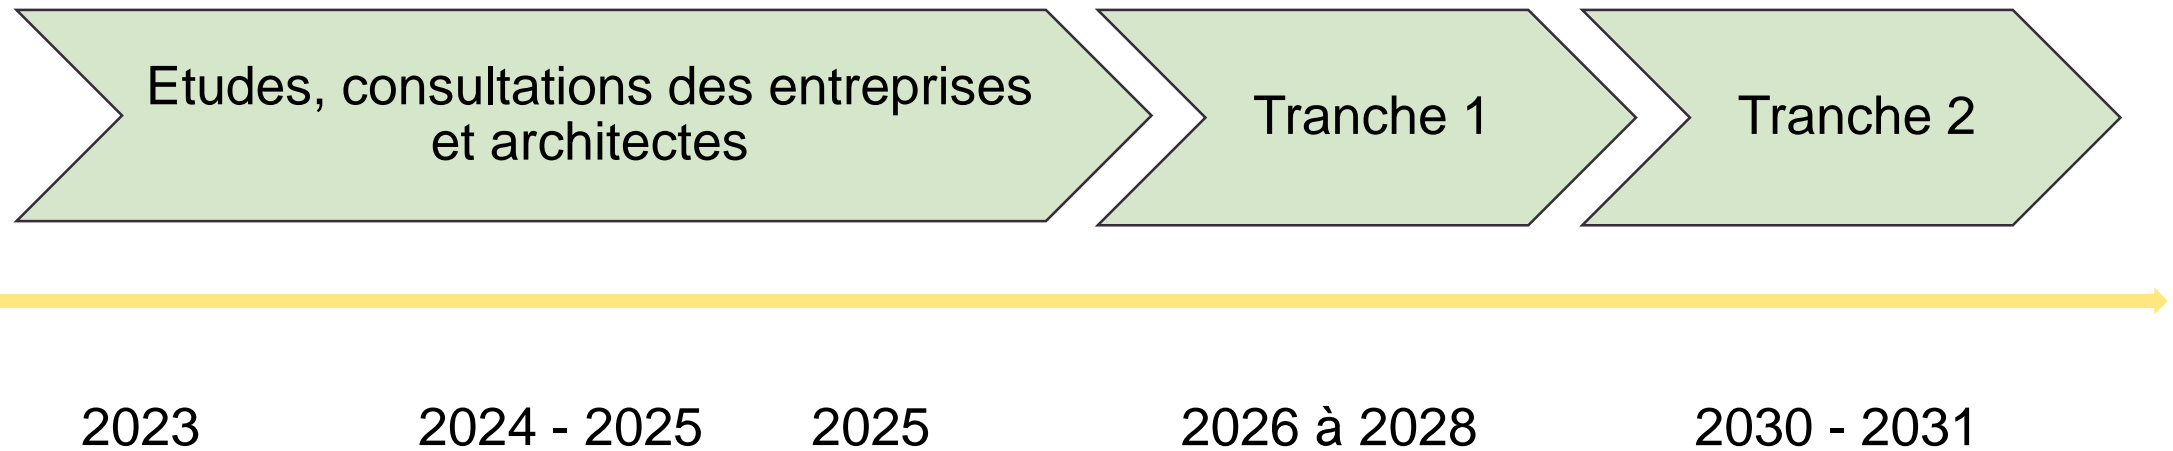 Etudes, consultations des entreprises
et architectes
Tranche 1
Tranche 2
2023
2024 - 2025
2025
2026 à 2028
2030 - 2031